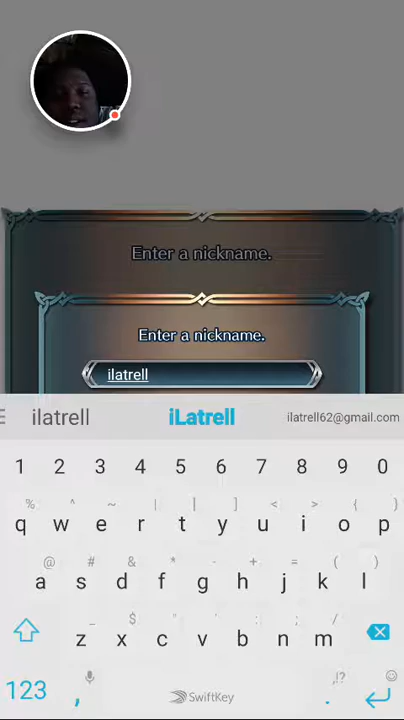 Enter a nickname.
Enter a nickname.
ilatrell
ilatrell iLatrell ilatrell62@gmail.com
1 2 3 4 5 6 7 8 9 0
% ^ ~ | [ ] < > { }
q w e r t y u i o p
@ # & * - + = ( )
a s d f g h j k l
_ $ " ' : ; /
z x c v b n m
,!?
123 , SwiftKey .